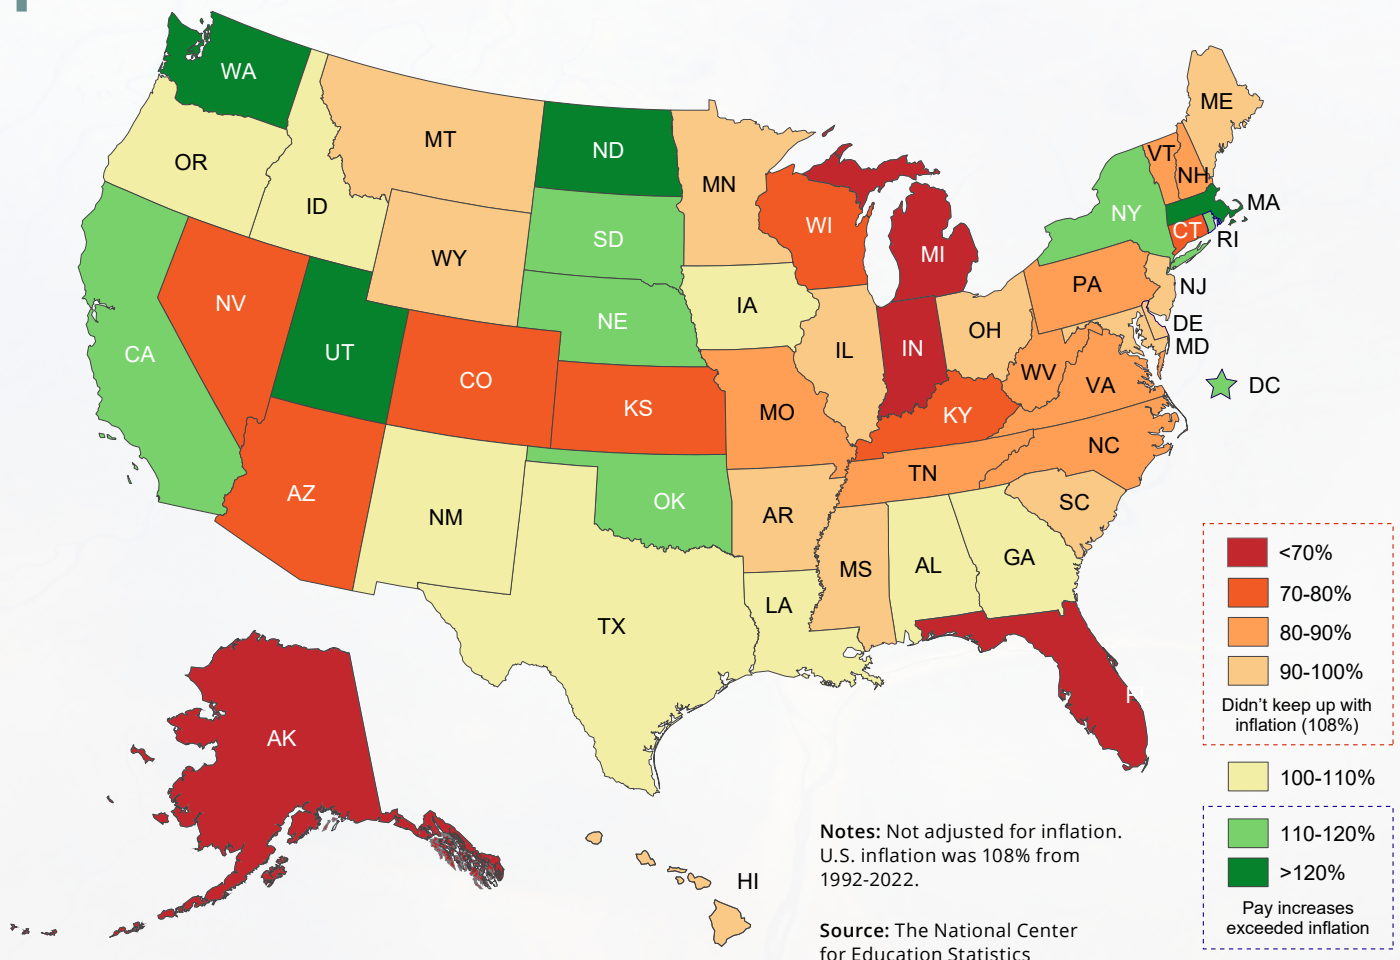 WA
ME
MT
ND
VT
OR
MN
NH
MA
ID
NY
WI
CT
RI
SD
MI
WY
PA
NJ
NV
IA
NE
DE
OH
MD
UT
IL
IN
CA
WV
CO
VA
DC
KS
MO
KY
NC
TN
AZ
OK
SC
NM
AR
GA
AL
MS
LA
TX
AK
HI
<70%
70-80%
80-90%
90-100%
Didn’t keep up with
inflation (108%)
100-110%
110-120%
>120%
Pay increases
exceeded inflation
Notes: Not adjusted for inflation.
U.S. inflation was 108% from
1992-2022.
Source: The National Center
for Education Statistics